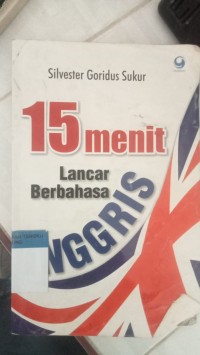 Silvester Goridus Sukur
15 menit
Lancar
Berbahasa
INGGRIS